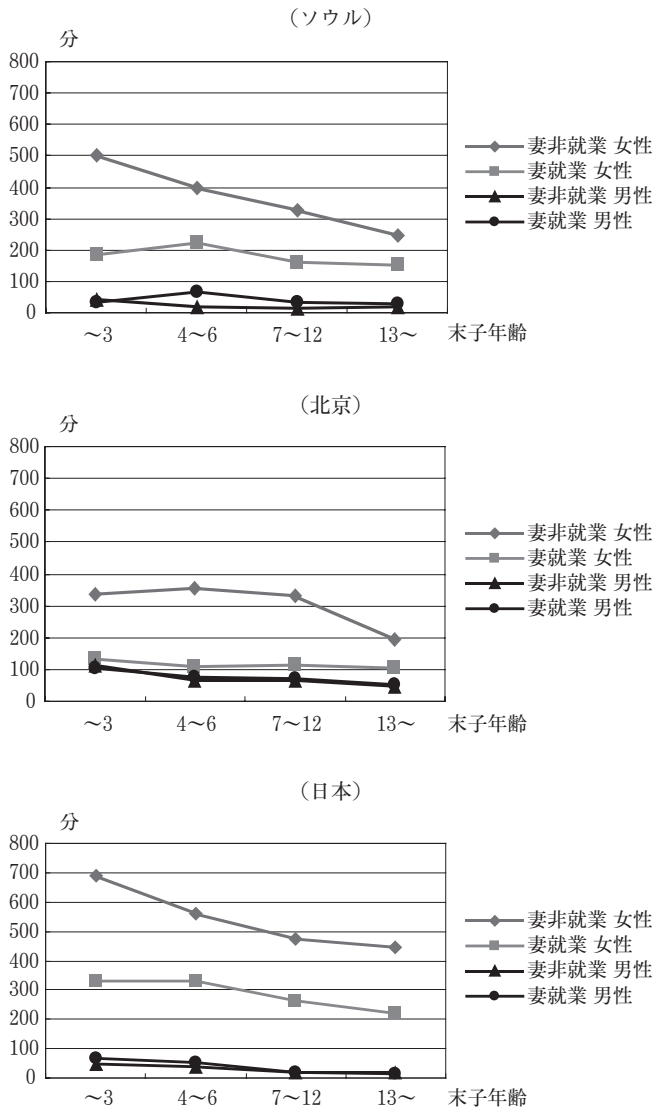 （ソウル）
分
800
700
600
500
400
300
200
100
0
～3 4～6 7～12 13～ 末子年齢
妻非就業 女性
妻就業 女性
妻非就業 男性
妻就業 男性
（北京）
分
800
700
600
500
400
300
200
100
0
～3 4～6 7～12 13～ 末子年齢
妻非就業 女性
妻就業 女性
妻非就業 男性
妻就業 男性
（日本）
分
800
700
600
500
400
300
200
100
0
～3 4～6 7～12 13～ 末子年齢
妻非就業 女性
妻就業 女性
妻非就業 男性
妻就業 男性